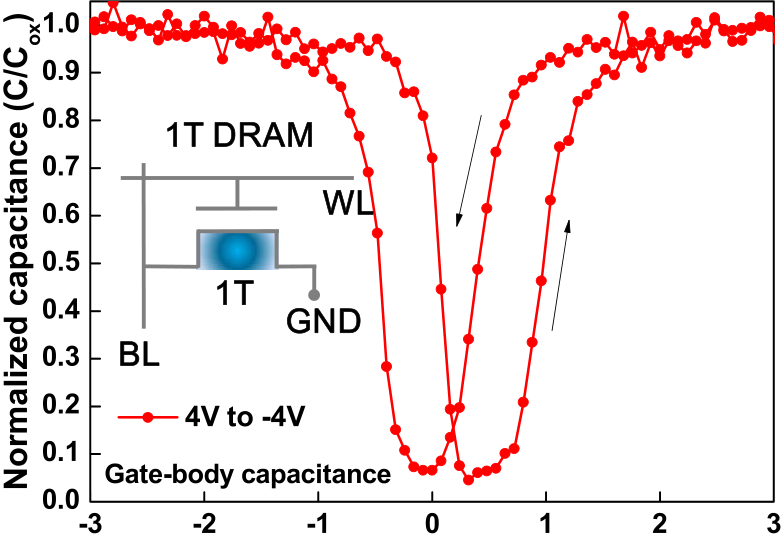 Normalized capacitance (C/Cox)
1.0
0.9
0.8
0.7
0.6
0.5
0.4
0.3
0.2
0.1
0.0
1T DRAM
WL
1T
GND
BL
4V to -4V
Gate-body capacitance
-3 -2 -1 0 1 2 3